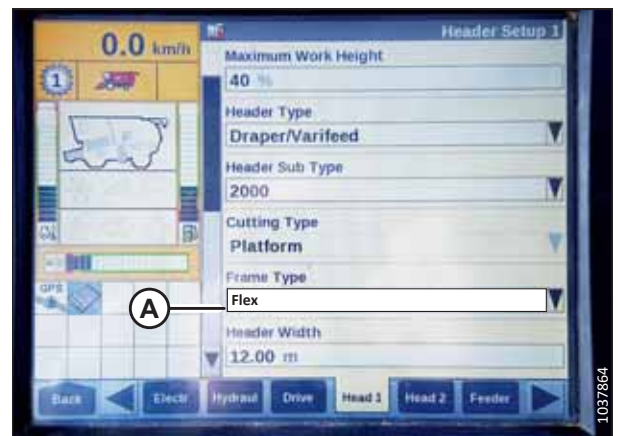 0.0 km/h
Header Setup 1
Maximum Work Height
40 %
1
Header Type
Draper/Varifeed
Header Sub Type
2000
Cutting Type
Platform
Frame Type
GPS
A
Flex
Header Width
12.00 m
Back
Electr
Hydraul
Drive
Head 1
Head 2
Feeder
1037864